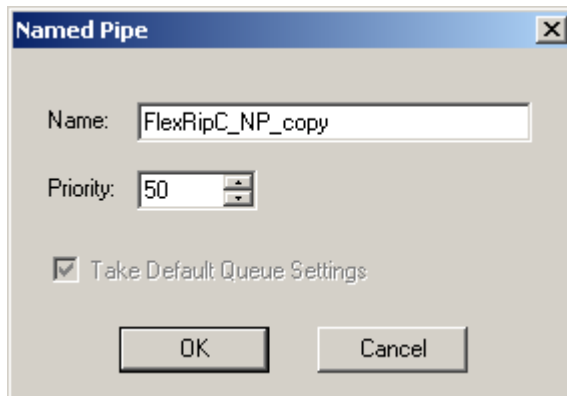 Named Pipe
Name: FlexRipC_NP_copy
Priority: 50
Take Default Queue Settings
OK Cancel